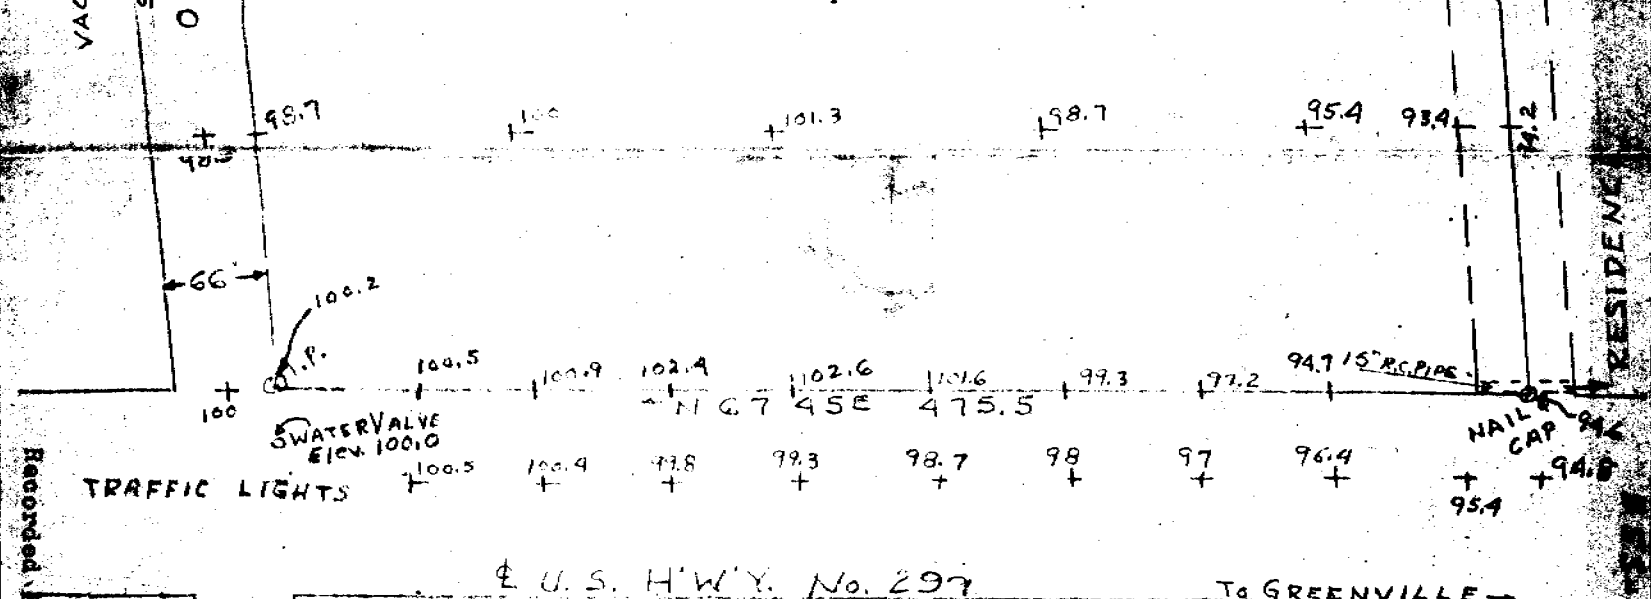 VAC
S
O
98.7
100
101.3
98.7
95.4
93.4
94.2
RESIDENC
66'
100.2
I.P.
100.5
100.9
102.4
102.6
101.6
99.3
97.2
94.7
15" R.C. PIPE
N 67 45E 475.5
100
WATER VALVE
Elev. 100.0
NAIL
CAP
94.6
100.5
100.4
99.8
99.3
98.7
98
97
96.4
95.4
94.8
TRAFFIC LIGHTS
Recorded
℄ U.S. H'W'Y. No. 297
To GREENVILLE →